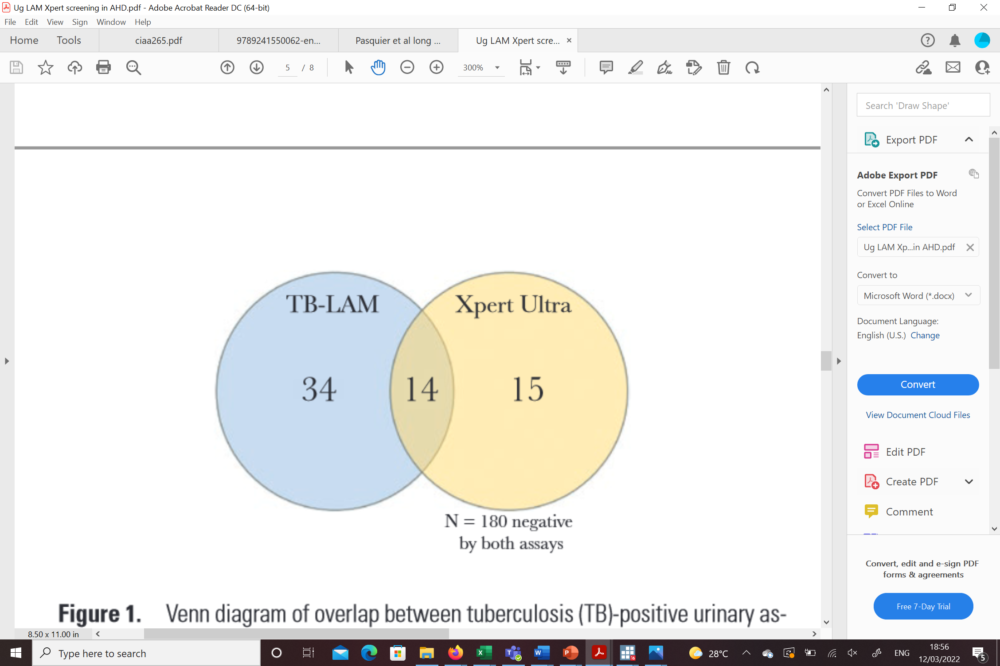 Ug LAM Xpert screening in AHD.pdf - Adobe Acrobat Reader DC (64-bit)
File Edit View Sign Window Help
Home Tools ciaa265.pdf 9789241550062-en... Pasquier et al long ... Ug LAM Xpert scre... ×
5 / 8 300%
Search 'Draw Shape'
Export PDF
Adobe Export PDF
Convert PDF Files to Word
or Excel Online
Select PDF File
Ug LAM Xp...in AHD.pdf
Convert to
Microsoft Word (*.docx)
Document Language:
English (U.S.) Change
Convert
View Document Cloud Files
Edit PDF
Create PDF
Comment
Convert, edit and e-sign PDF
forms & agreements
Free 7-Day Trial
TB-LAM Xpert Ultra
34 14 15
N = 180 negative
by both assays
Figure 1. Venn diagram of overlap between tuberculosis (TB)-positive urinary as-
8.50 x 11.00 in
Type here to search
28°C
ENG
18:56
12/03/2022
5
16